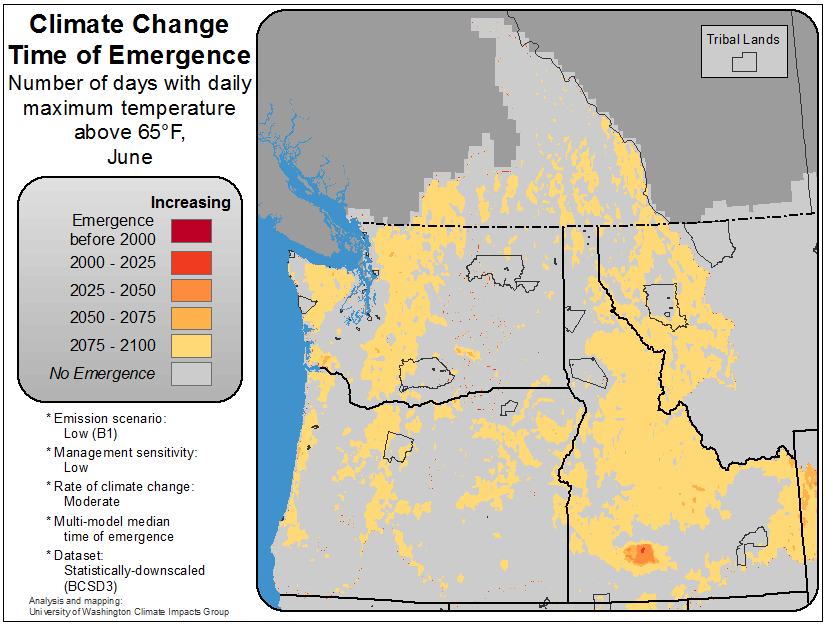 Climate Change
Time of Emergence
Number of days with daily
maximum temperature
above 65°F,
June
Increasing
Emergence
before 2000
2000 - 2025
2025 - 2050
2050 - 2075
2075 - 2100
No Emergence
* Emission scenario:
Low (B1)
* Management sensitivity:
Low
* Rate of climate change:
Moderate
* Multi-model median
time of emergence
* Dataset:
Statistically-downscaled
(BCSD3)
Analysis and mapping:
University of Washington Climate Impacts Group
Tribal Lands